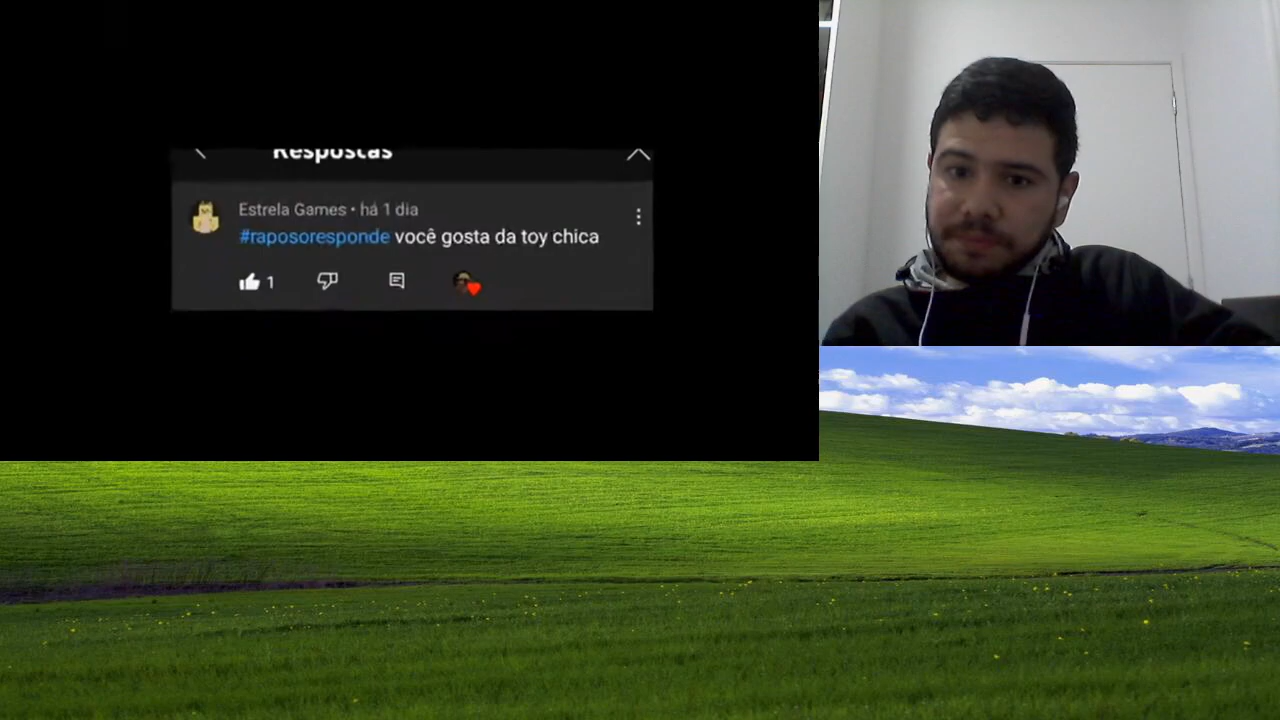 Respostas
Estrela Games • há 1 dia
#raposoresponde você gosta da toy chica
1